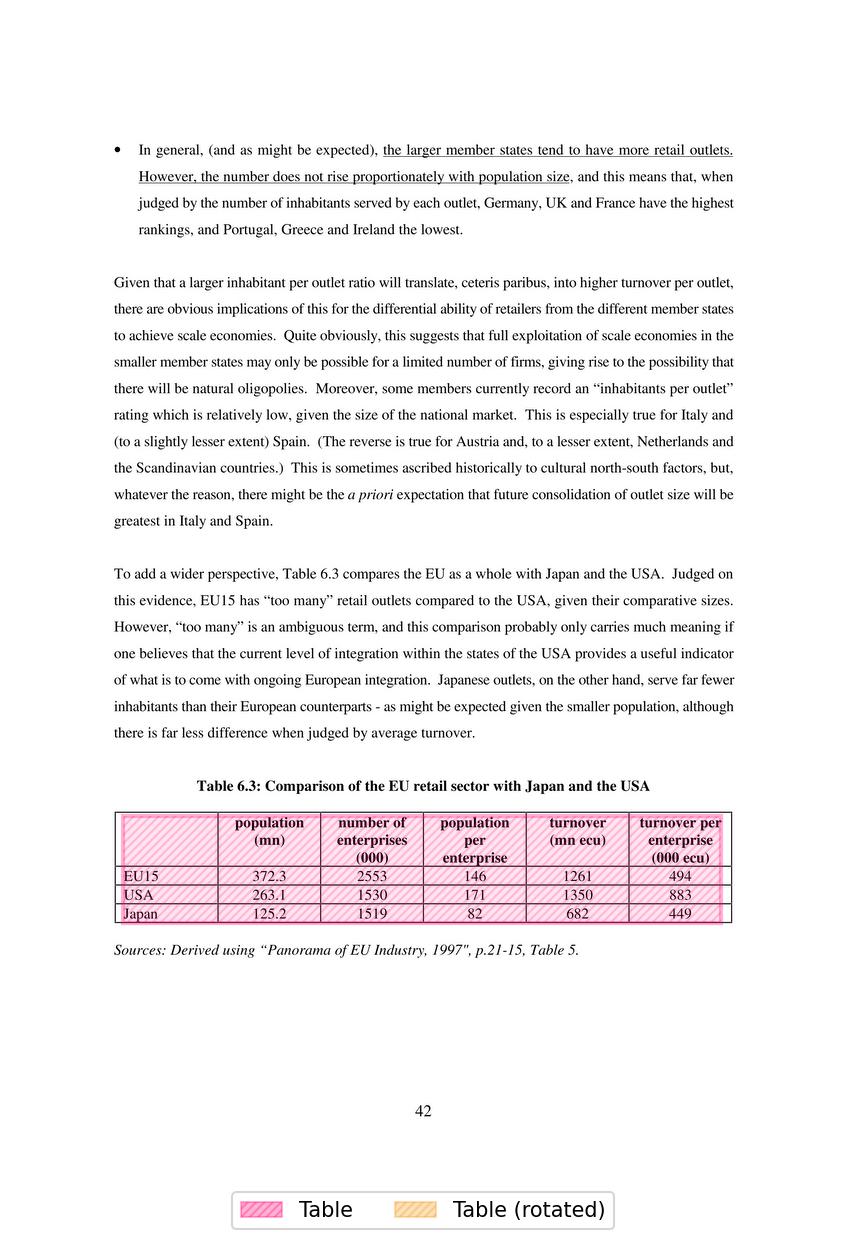 • In general, (and as might be expected), the larger member states tend to have more retail outlets.
However, the number does not rise proportionately with population size, and this means that, when
judged by the number of inhabitants served by each outlet, Germany, UK and France have the highest
rankings, and Portugal, Greece and Ireland the lowest.
Given that a larger inhabitant per outlet ratio will translate, ceteris paribus, into higher turnover per outlet,
there are obvious implications of this for the differential ability of retailers from the different member states
to achieve scale economies.  Quite obviously, this suggests that full exploitation of scale economies in the
smaller member states may only be possible for a limited number of firms, giving rise to the possibility that
there will be natural oligopolies.  Moreover, some members currently record an “inhabitants per outlet”
rating which is relatively low, given the size of the national market.  This is especially true for Italy and
(to a slightly lesser extent) Spain.  (The reverse is true for Austria and, to a lesser extent, Netherlands and
the Scandinavian countries.)  This is sometimes ascribed historically to cultural north-south factors, but,
whatever the reason, there might be the a priori expectation that future consolidation of outlet size will be
greatest in Italy and Spain.
To add a wider perspective, Table 6.3 compares the EU as a whole with Japan and the USA.  Judged on
this evidence, EU15 has “too many” retail outlets compared to the USA, given their comparative sizes.
However, “too many” is an ambiguous term, and this comparison probably only carries much meaning if
one believes that the current level of integration within the states of the USA provides a useful indicator
of what is to come with ongoing European integration.  Japanese outlets, on the other hand, serve far fewer
inhabitants than their European counterparts - as might be expected given the smaller population, although
there is far less difference when judged by average turnover.
Table 6.3: Comparison of the EU retail sector with Japan and the USA
population number of population turnover turnover per
(mn) enterprises per (mn ecu) enterprise
(000) enterprise (000 ecu)
EU15 372.3 2553 146 1261 494
USA 263.1 1530 171 1350 883
Japan 125.2 1519 82 682 449
Sources: Derived using “Panorama of EU Industry, 1997", p.21-15, Table 5.
42
Table Table (rotated)